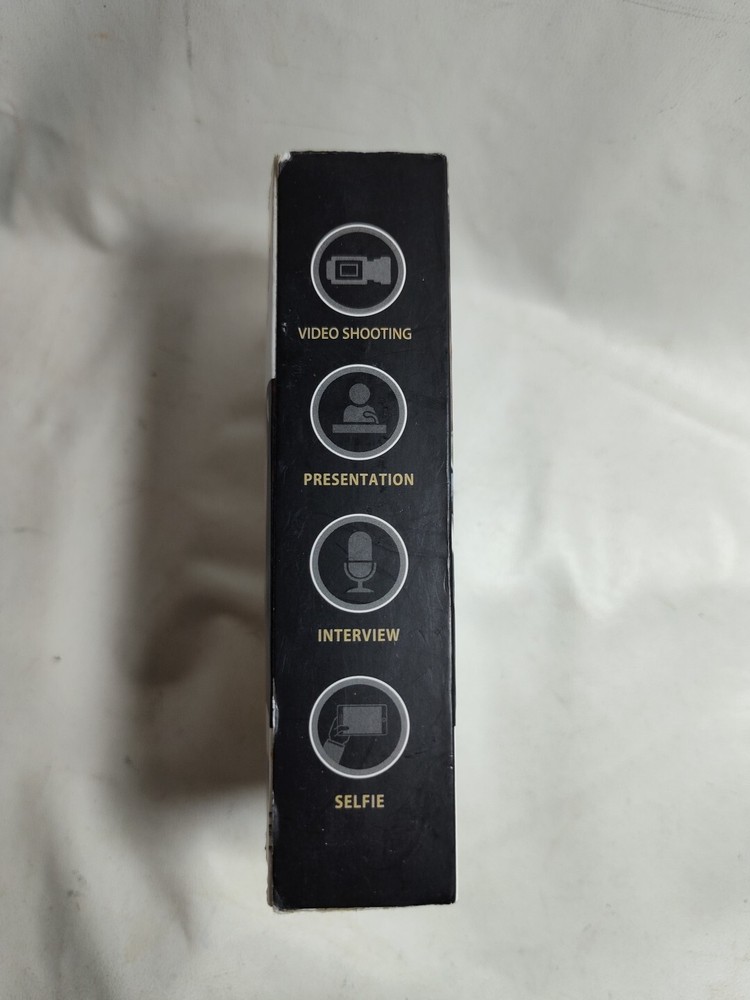 VIDEO SHOOTING
PRESENTATION
INTERVIEW
SELFIE